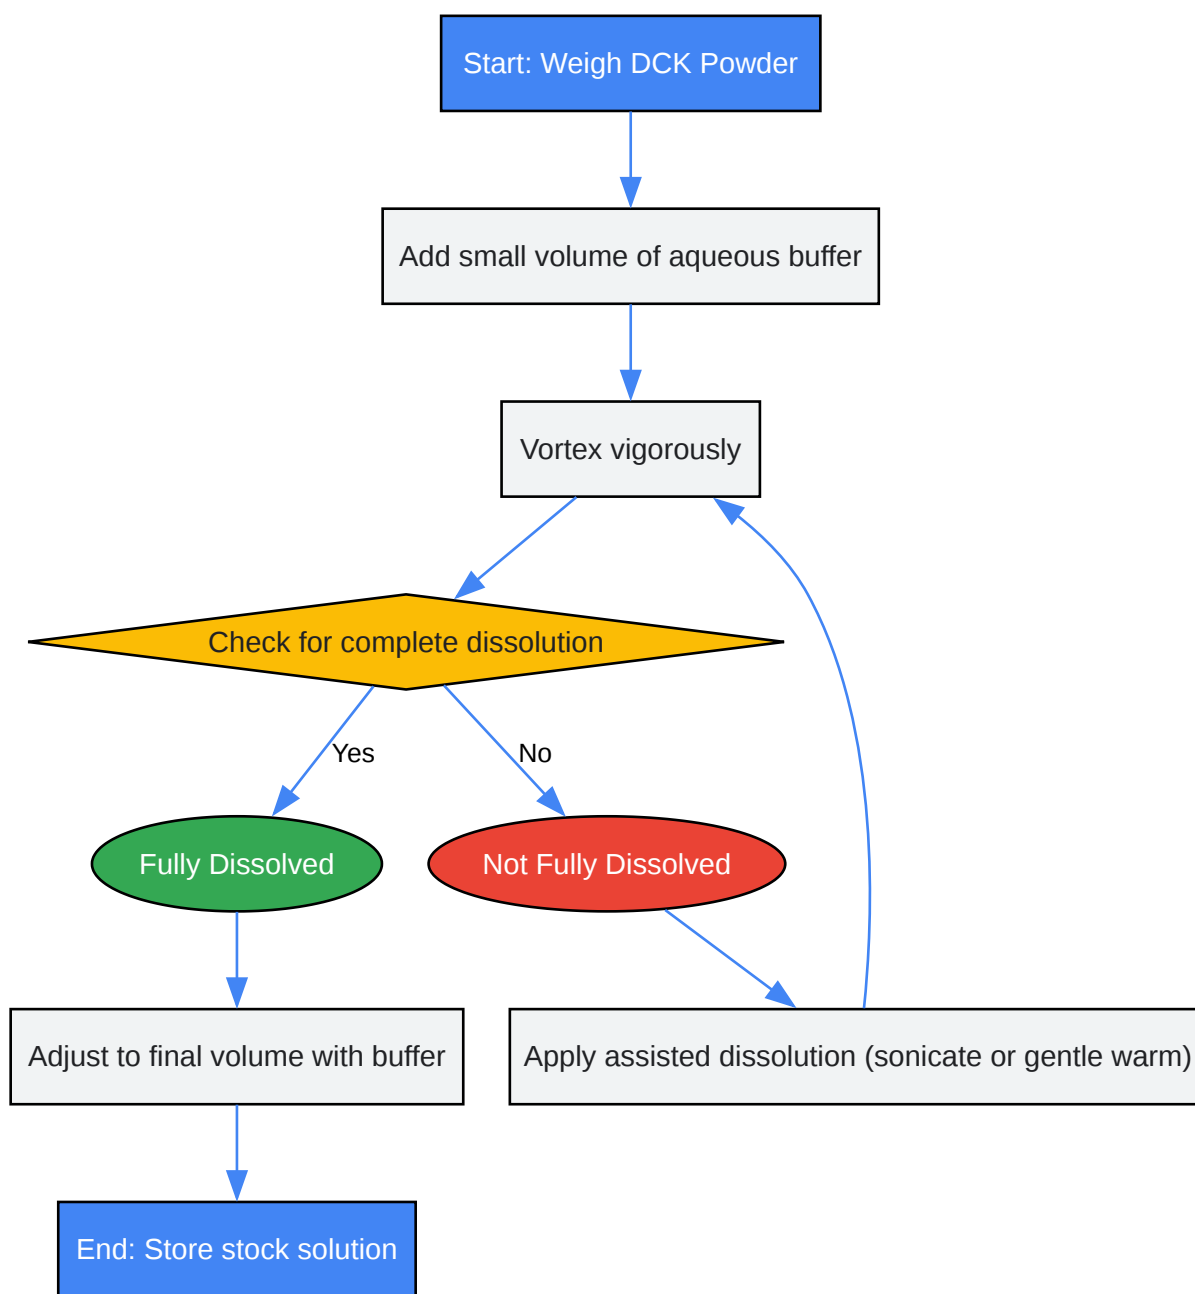 Start: Weigh DCK Powder
Add small volume of aqueous buffer
Vortex vigorously
Check for complete dissolution
Yes
No
Fully Dissolved
Not Fully Dissolved
Adjust to final volume with buffer
Apply assisted dissolution (sonicate or gentle warm)
End: Store stock solution